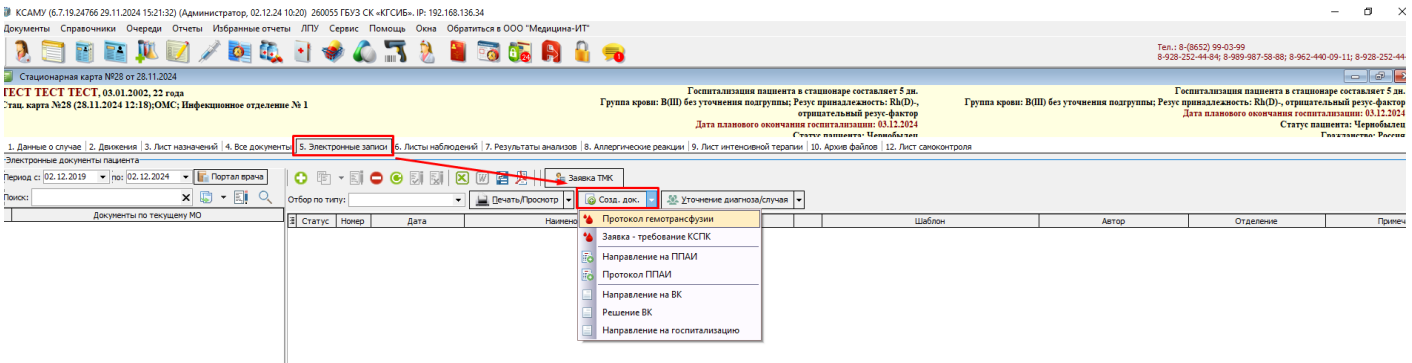 КСАМУ (6.7.19.24766 29.11.2024 15:21:32) (Администратор, 02.12.24 10:20) 260055 ГБУЗ СК «КГСИБ». IP: 192.168.136.34
Документы Справочники Очереди Отчеты Избранные отчеты ЛПУ Сервис Помощь Окна Обратиться в ООО "Медицина-ИТ"
Тел.: 8-(8652) 99-03-99
8-928-252-44-84; 8-989-987-58-88; 8-962-440-09-11; 8-928-252-44-
Стационарная карта №28 от 28.11.2024
ТЕСТ ТЕСТ ТЕСТ, 03.01.2002, 22 года
Стац. карта №28 (28.11.2024 12:18);ОМС; Инфекционное отделение № 1
Госпитализация пациента в стационаре составляет 5 дн.
Группа крови: B(III) без уточнения подгруппы; Резус принадлежность: Rh(D)-,
отрицательный резус-фактор
Дата планового окончания госпитализации: 03.12.2024
Статус пациента: Чернобылец
Госпитализация пациента в стационаре составляет 5 дн.
Группа крови: B(III) без уточнения подгруппы; Резус принадлежность: Rh(D)-, отрицательный резус-фактор
Дата планового окончания госпитализации: 03.12.2024
Статус пациента: Чернобылец
Гражданство: Россия
1. Данные о случае 2. Движения 3. Лист назначений 4. Все документы 5. Электронные записи 6. Листы наблюдений 7. Результаты анализов 8. Аллергические реакции 9. Лист интенсивной терапии 10. Архив файлов 12. Лист самоконтроля
Электронные документы пациента
Период с: 02.12.2019 по: 02.12.2024 Портал врача
Заявка ТМК
Поиск:
Отбор по типу: Печать/Просмотр Созд. док. Уточнение диагноза/случая
Документы по текущему МО
Статус Номер Дата Наимено Шаблон Автор Отделение Примеч
Протокол гемотрансфузии
Заявка - требование КСПК
Направление на ППАИ
Протокол ППАИ
Направление на ВК
Решение ВК
Направление на госпитализацию